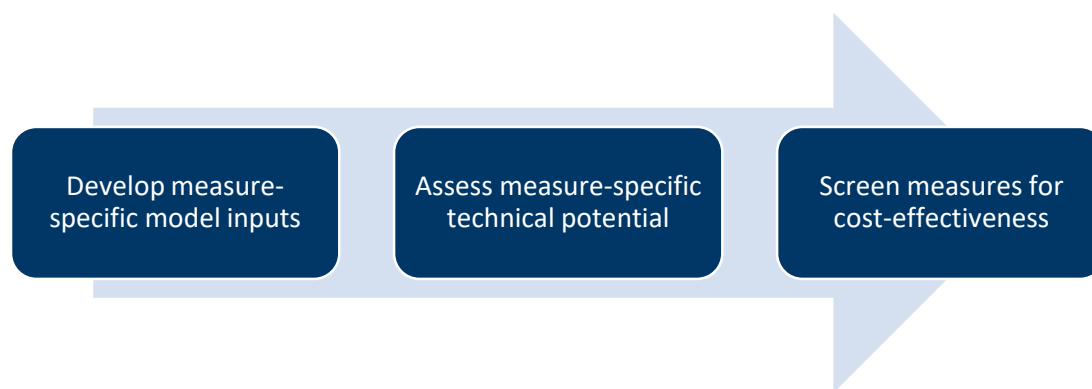 Develop measure-
specific model inputs
Assess measure-specific
technical potential
Screen measures for
cost-effectiveness